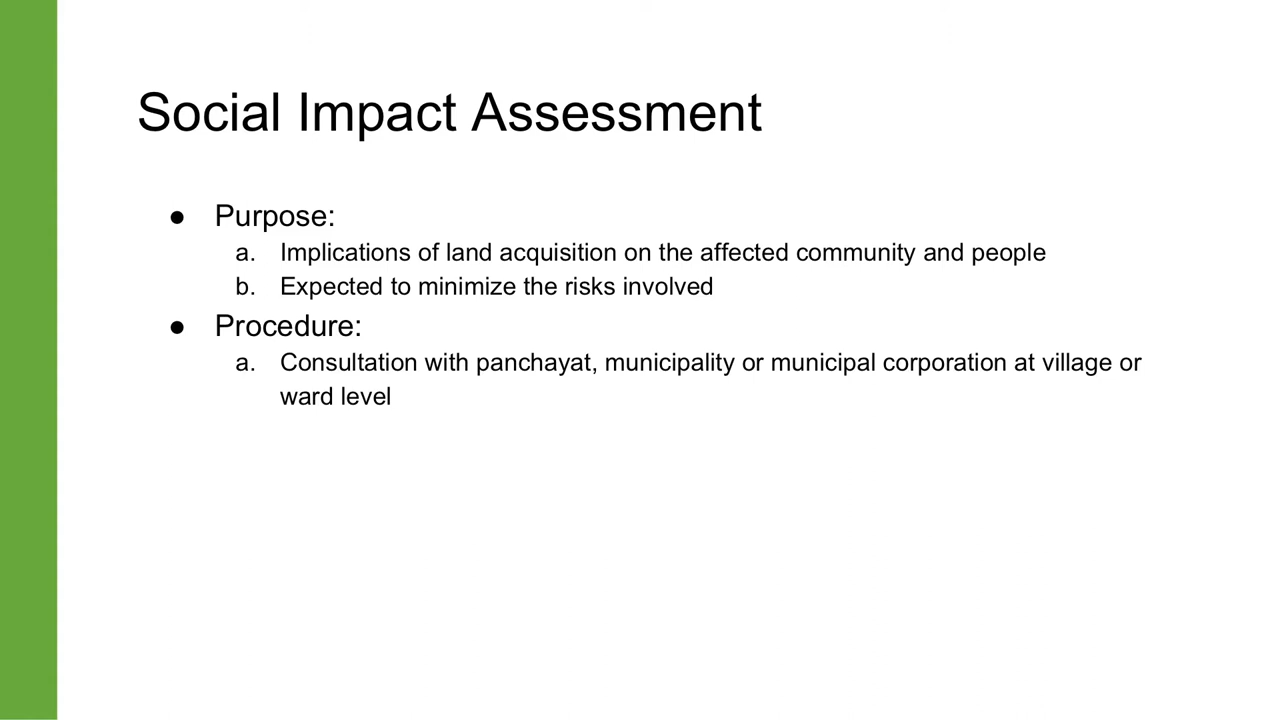 Social Impact Assessment
● Purpose:
a. Implications of land acquisition on the affected community and people
b. Expected to minimize the risks involved
● Procedure:
a. Consultation with panchayat, municipality or municipal corporation at village or
ward level